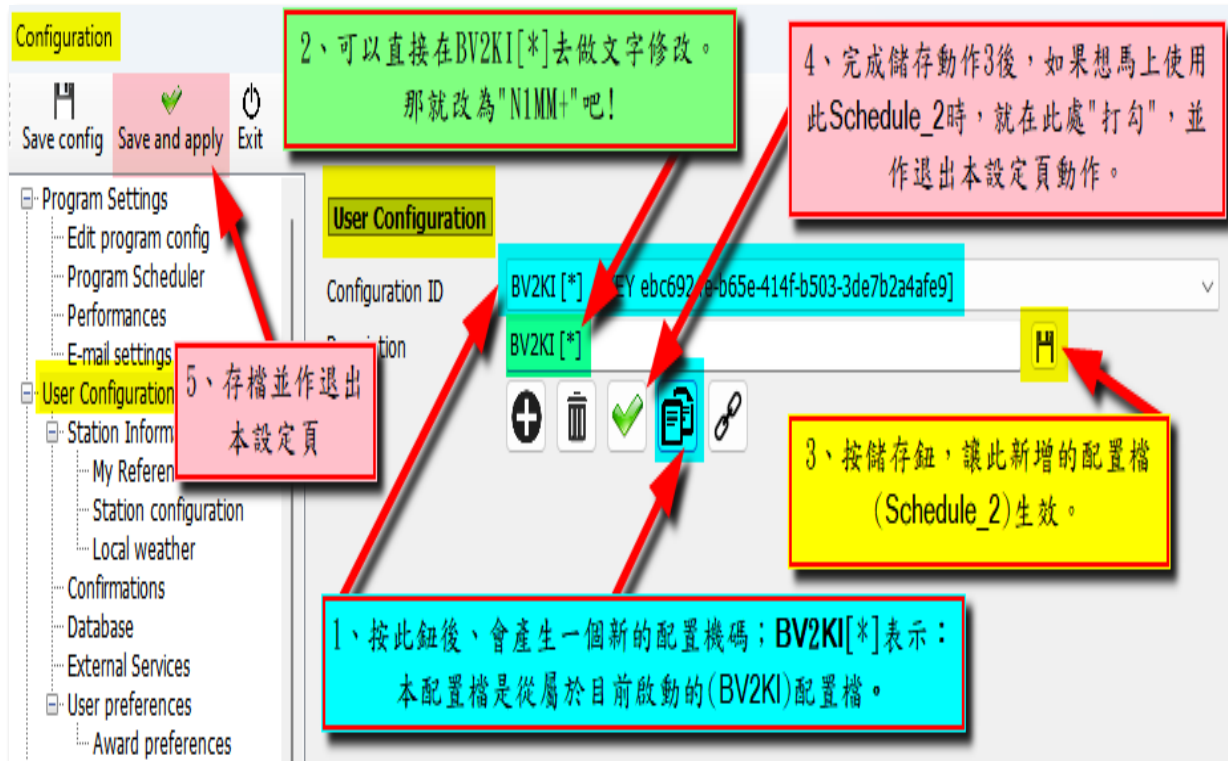 Configuration
Save config
Save and apply
Exit
2、可以直接在BV2KI[*]去做文字修改。
那就改為"N1MM+"吧!
4、完成儲存動作3後，如果想馬上使用
此Schedule_2時，就在此處"打勾"，並
作退出本設定頁動作。
Program Settings
Edit program config
Program Scheduler
Performances
E-mail settings
User Configuration
Station Inform
My Referen
Station configuration
Local weather
Confirmations
Database
External Services
User preferences
Award preferences
5、存檔並作退出
本設定頁
User Configuration
Configuration ID
BV2KI [*] EY ebc692 e-b65e-414f-b503-3de7b2a4afe9]
tion
BV2KI [*]
3、按儲存鈕，讓此新增的配置檔
(Schedule_2)生效。
1、按此鈕後、會產生一個新的配置機碼；BV2KI[*]表示：
本配置檔是從屬於目前啟動的(BV2KI)配置檔。